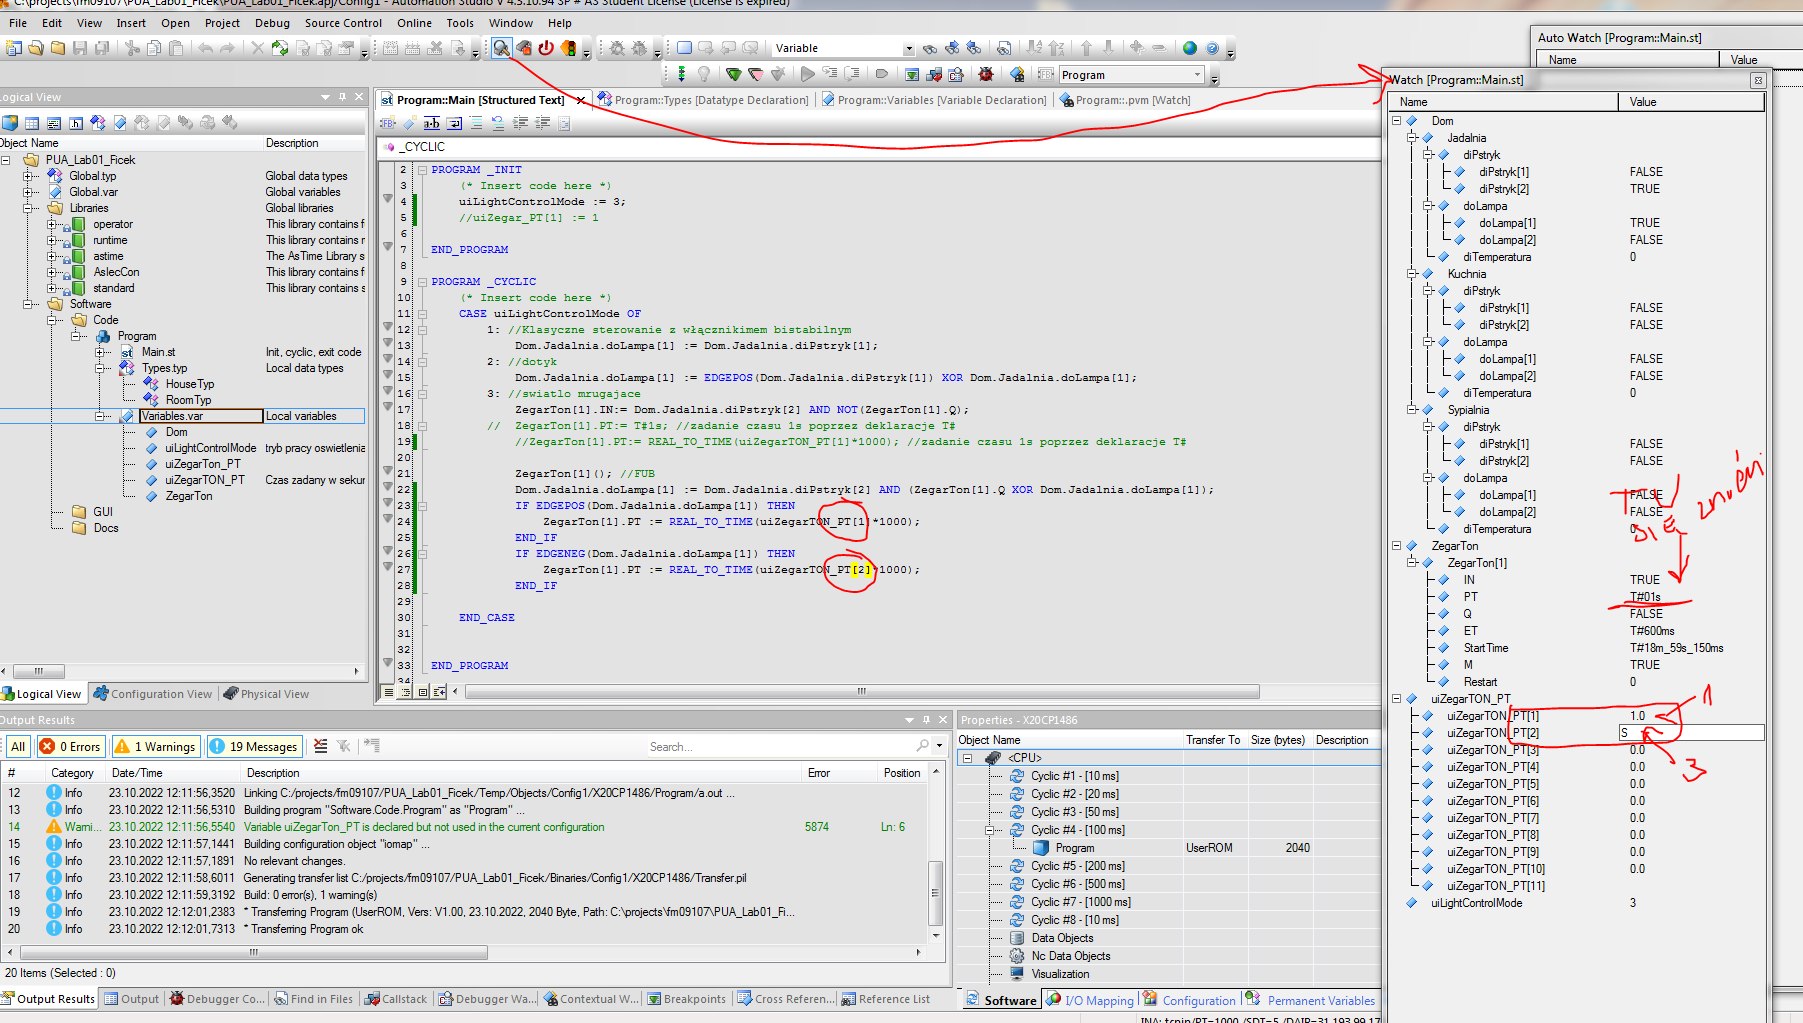 C:\projects\fm09107\PUA_Lab01_Ficek\PUA_Lab01_Ficek.apj/Config1 - Automation Studio V 4.5.10.94 SP # A3 Student License (License is expired)
File Edit View Insert Open Project Debug Source Control Online Tools Window Help
Variable
Program
Logical View
Object Name Description
PUA_Lab01_Ficek
Global.typ Global data types
Global.var Global variables
Libraries Global libraries
operator This library contains f
runtime This library contains r
astime The AsTime Library s
AsIecCon This library contains f
standard This library contains s
Software
Code
Program
Main.st Init, cyclic, exit code
Types.typ Local data types
HouseTyp
RoomTyp
Variables.var Local variables
Dom
uiLightControlMode tryb pracy oswietlenia
uiZegarTon_PT
uiZegarTON_PT Czas zadany w sekur
ZegarTon
GUI
Docs
Logical View Configuration View Physical View
Program::Main [Structured Text] Program::Types [Datatype Declaration] Program::Variables [Variable Declaration] Program::.pvm [Watch]
_CYCLIC
2 PROGRAM _INIT
3 (* Insert code here *)
4 uiLightControlMode := 3;
5 //uiZegar_PT[1] := 1
6
7 END_PROGRAM
8
9 PROGRAM _CYCLIC
10 (* Insert code here *)
11 CASE uiLightControlMode OF
12 1: //Klasyczne sterowanie z włącznikimem bistabilnym
13 Dom.Jadalnia.doLampa[1] := Dom.Jadalnia.diPstryk[1];
14 2: //dotyk
15 Dom.Jadalnia.doLampa[1] := EDGEPOS(Dom.Jadalnia.diPstryk[1]) XOR Dom.Jadalnia.doLampa[1];
16 3: //swiatlo mrugajace
17 ZegarTon[1].IN:= Dom.Jadalnia.diPstryk[2] AND NOT(ZegarTon[1].Q);
18 // ZegarTon[1].PT:= T#1s; //zadanie czasu 1s poprzez deklaracje T#
19 //ZegarTon[1].PT:= REAL_TO_TIME(uiZegarTON_PT[1]*1000); //zadanie czasu 1s poprzez deklaracje T#
20
21 ZegarTon[1](); //FUB
22 Dom.Jadalnia.doLampa[1] := Dom.Jadalnia.diPstryk[2] AND (ZegarTon[1].Q XOR Dom.Jadalnia.doLampa[1]);
23 IF EDGEPOS(Dom.Jadalnia.doLampa[1]) THEN
24 ZegarTon[1].PT := REAL_TO_TIME(uiZegarTON_PT[1]*1000);
25 END_IF
26 IF EDGENEG(Dom.Jadalnia.doLampa[1]) THEN
27 ZegarTon[1].PT := REAL_TO_TIME(uiZegarTON_PT[2]*1000);
28 END_IF
29
30 END_CASE
31
32
33 END_PROGRAM
34
Auto Watch [Program::Main.st]
Name Value
Watch [Program::Main.st]
Name Value
Dom
Jadalnia
diPstryk
diPstryk[1] FALSE
diPstryk[2] TRUE
doLampa
doLampa[1] TRUE
doLampa[2] FALSE
diTemperatura 0
Kuchnia
diPstryk
diPstryk[1] FALSE
diPstryk[2] FALSE
doLampa
doLampa[1] FALSE
doLampa[2] FALSE
diTemperatura 0
Sypialnia
diPstryk
diPstryk[1] FALSE
diPstryk[2] FALSE
doLampa
doLampa[1] FALSE
doLampa[2] FALSE
diTemperatura 0
ZegarTon
ZegarTon[1]
IN TRUE
PT T#01s
Q FALSE
ET T#600ms
StartTime T#18m_59s_150ms
M TRUE
Restart 0
uiZegarTON_PT
uiZegarTON_PT[1] 1.0
1
uiZegarTON_PT[2] S
3
uiZegarTON_PT[3] 0.0
uiZegarTON_PT[4] 0.0
uiZegarTON_PT[5] 0.0
uiZegarTON_PT[6] 0.0
uiZegarTON_PT[7] 0.0
uiZegarTON_PT[8] 0.0
uiZegarTON_PT[9] 0.0
uiZegarTON_PT[10] 0.0
uiZegarTON_PT[11]
uiLightControlMode 3
Output Results
All 0 Errors 1 Warnings 19 Messages Search...
# Category Date/Time Description Error Position
12 Info 23.10.2022 12:11:56,3520 Linking C:/projects/fm09107/PUA_Lab01_Ficek/Temp/Objects/Config1/X20CP1486/Program/a.out ...
13 Info 23.10.2022 12:11:56,5310 Building program "Software.Code.Program" as "Program" ...
14 Warni... 23.10.2022 12:11:56,5540 Variable uiZegarTon_PT is declared but not used in the current configuration 5874 Ln: 6
15 Info 23.10.2022 12:11:57,1441 Building configuration object "iomap" ...
16 Info 23.10.2022 12:11:57,1891 No relevant changes.
17 Info 23.10.2022 12:11:58,6011 Generating transfer list C:/projects/fm09107/PUA_Lab01_Ficek/Binaries/Config1/X20CP1486/Transfer.pil
18 Info 23.10.2022 12:11:59,3192 Build: 0 error(s), 1 warning(s)
19 Info 23.10.2022 12:12:01,2383 * Transferring Program (UserROM, Vers: V1.00, 23.10.2022, 2040 Byte, Path: C:\projects\fm09107\PUA_Lab01_Fi...
20 Info 23.10.2022 12:12:01,7313 * Transferring Program ok
20 Items (Selected : 0)
Output Results Output Debugger Co... Find in Files Callstack Debugger Wa... Contextual W... Breakpoints Cross Referen... Reference List
Properties - X20CP1486
Object Name Transfer To Size (bytes) Description
<CPU>
Cyclic #1 - [10 ms]
Cyclic #2 - [20 ms]
Cyclic #3 - [50 ms]
Cyclic #4 - [100 ms]
Program UserROM 2040
Cyclic #5 - [200 ms]
Cyclic #6 - [500 ms]
Cyclic #7 - [1000 ms]
Cyclic #8 - [10 ms]
Data Objects
Nc Data Objects
Visualization
Software I/O Mapping Configuration Permanent Variables